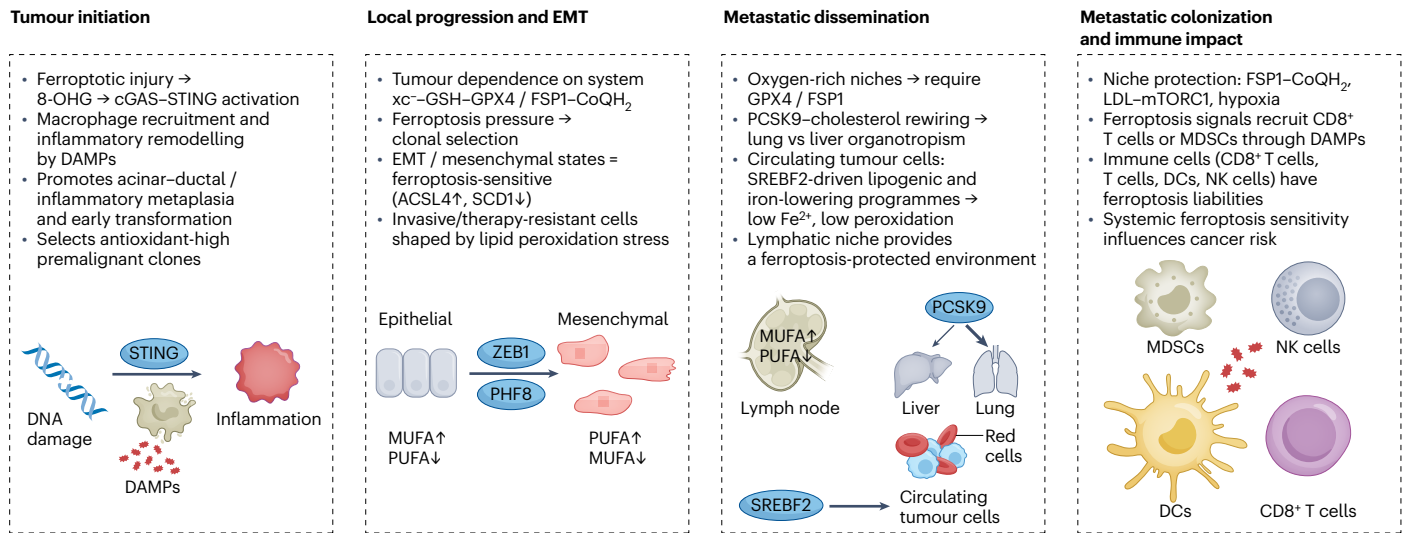 Tumour initiation
• Ferroptotic injury →
8-OHG → cGAS–STING activation
• Macrophage recruitment and
inflammatory remodelling
by DAMPs
• Promotes acinar–ductal /
inflammatory metaplasia
and early transformation
• Selects antioxidant-high
premalignant clones
STING
DNA
damage
Inflammation
DAMPs
Local progression and EMT
• Tumour dependence on system
xc⁻–GSH–GPX4 / FSP1–CoQH₂
• Ferroptosis pressure →
clonal selection
• EMT / mesenchymal states =
ferroptosis-sensitive
(ACSL4↑, SCD1↓)
• Invasive/therapy-resistant cells
shaped by lipid peroxidation stress
Epithelial
Mesenchymal
ZEB1
PHF8
MUFA↑
PUFA↓
PUFA↑
MUFA↓
Metastatic dissemination
• Oxygen-rich niches → require
GPX4 / FSP1
• PCSK9–cholesterol rewiring →
lung vs liver organotropism
• Circulating tumour cells:
SREBF2-driven lipogenic and
iron-lowering programmes →
low Fe²⁺, low peroxidation
• Lymphatic niche provides
a ferroptosis-protected environment
PCSK9
MUFA↑
PUFA↓
Lymph node
Liver
Lung
Red
cells
SREBF2
Circulating
tumour cells
Metastatic colonization
and immune impact
• Niche protection: FSP1–CoQH₂,
LDL–mTORC1, hypoxia
• Ferroptosis signals recruit CD8⁺
T cells or MDSCs through DAMPs
• Immune cells (CD8⁺ T cells,
T cells, DCs, NK cells) have
ferroptosis liabilities
• Systemic ferroptosis sensitivity
influences cancer risk
MDSCs
NK cells
DCs
CD8⁺ T cells